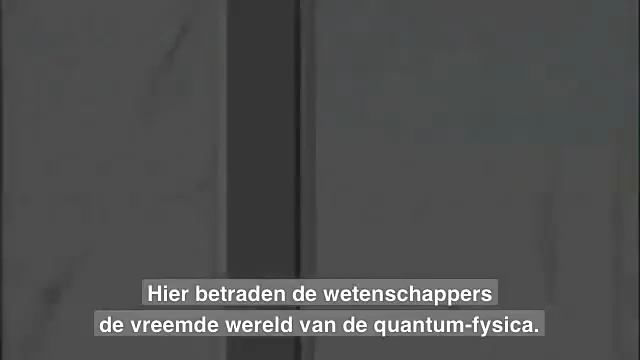 Hier betraden de wetenschappers
de vreemde wereld van de quantum-fysica.